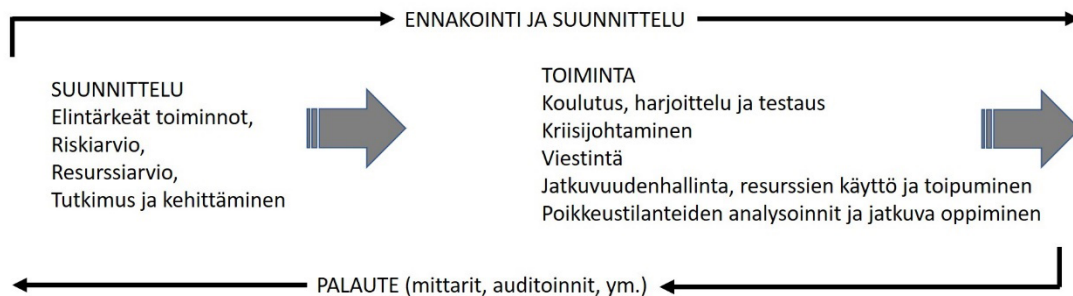 ENNAKOINTI JA SUUNNITTELU
SUUNNITTELU
Elintärkeät toiminnot,
Riskiarvio,
Resurssiarvio,
Tutkimus ja kehittäminen
TOIMINTA
Koulutus, harjoittelu ja testaus
Kriisijohtaminen
Viestintä
Jatkuvuudenhallinta, resurssien käyttö ja toipuminen
Poikkeustilanteiden analysoinnit ja jatkuva oppiminen
PALAUTE (mittarit, auditoinnit, ym.)